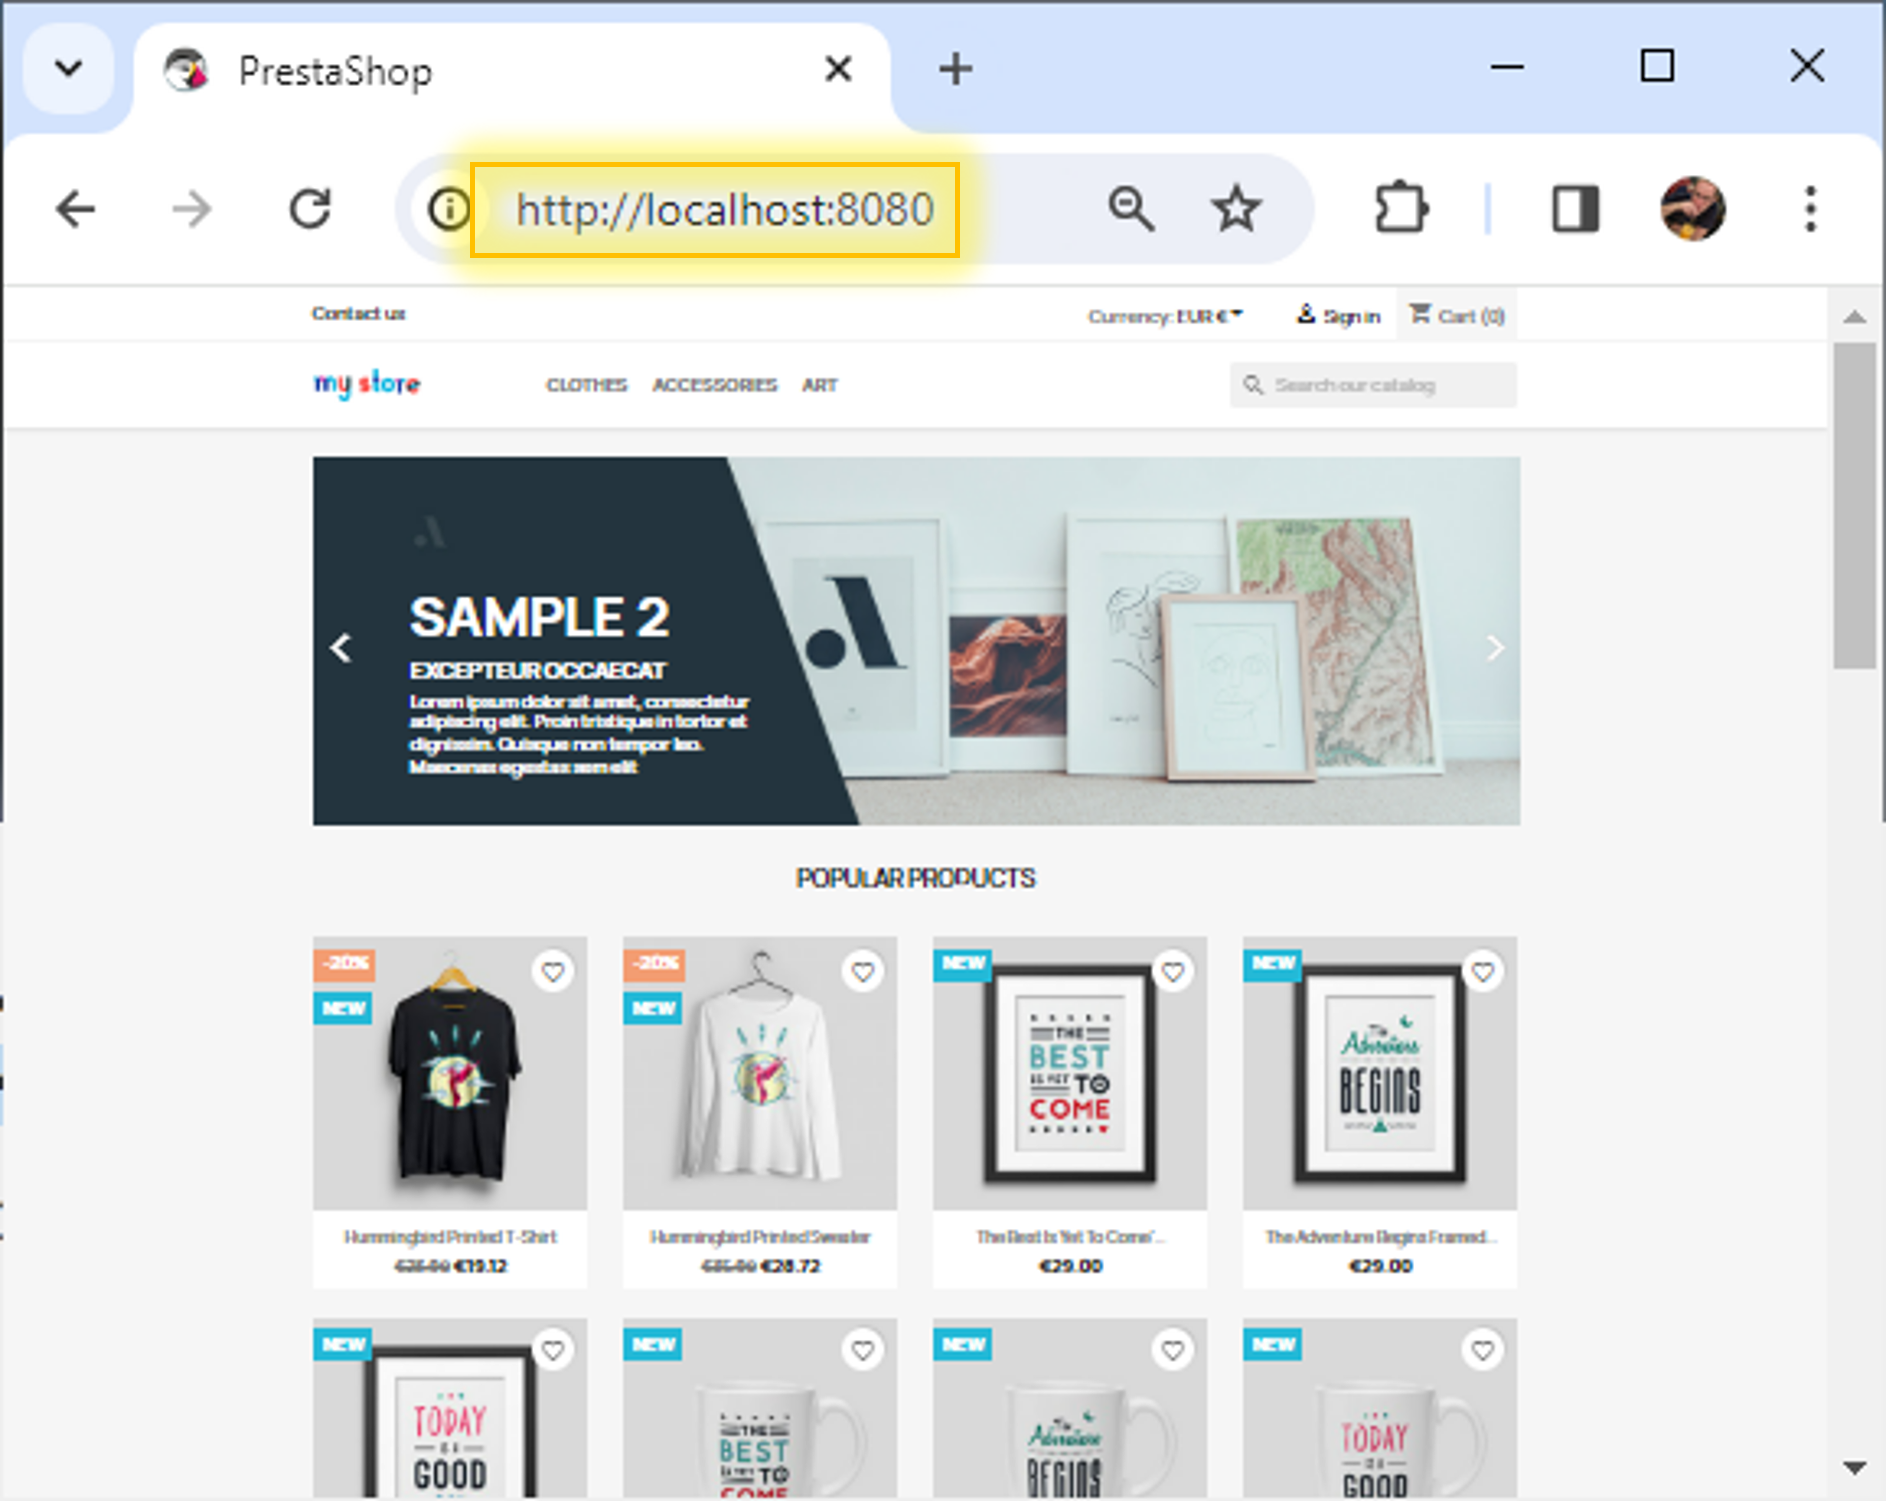 PrestaShop
http://localhost:8080
Contact us
Currency: EUR €
Sign in
Cart (0)
my store
CLOTHES
ACCESSORIES
ART
Search our catalog
SAMPLE 2
EXCEPTEUR OCCAECAT
Lorem ipsum dolor sit amet, consectetur
adipiscing elit. Proin tristique in tortor et
dignissim. Quisque non tempor leo.
Maecenas egestas sem elit
POPULAR PRODUCTS
-20%
NEW
-20%
NEW
NEW
THE
BEST
IS YET TO
COME
NEW
The
Adventure
BEGINS
Hummingbird Printed T-Shirt
€19.12
Hummingbird Printed Sweater
€28.72
The Best Is Yet To Come'...
€29.00
The Adventure Begins Framed...
€29.00
NEW
TODAY
IS A
GOOD
NEW
THE
BEST
IS YET TO
COME
NEW
The
Adventure
BEGINS
NEW
TODAY
IS A
GOOD